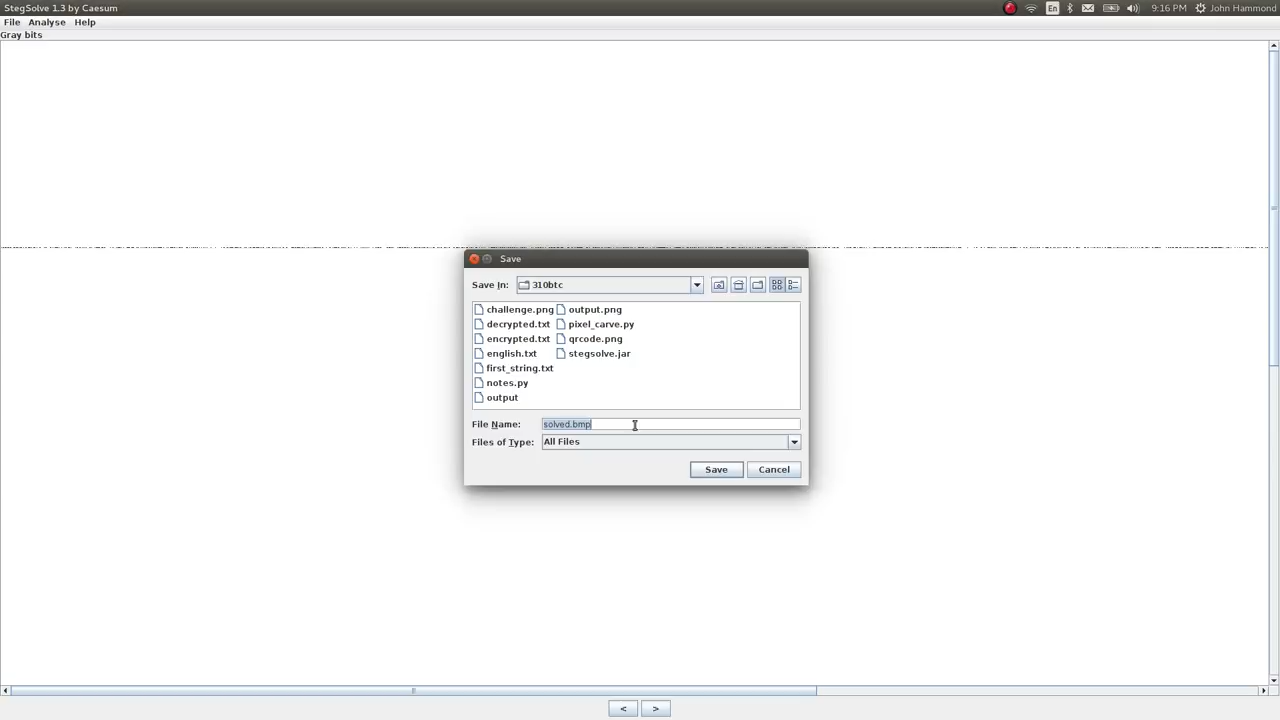 StegSolve 1.3 by Caesum
En
9:16 PM
John Hammond
File Analyse Help
Gray bits
Save
Save In:
310btc
challenge.png
decrypted.txt
encrypted.txt
english.txt
first_string.txt
notes.py
output
output.png
pixel_carve.py
qrcode.png
stegsolve.jar
File Name: solved.bmp
Files of Type: All Files
Save Cancel
< >